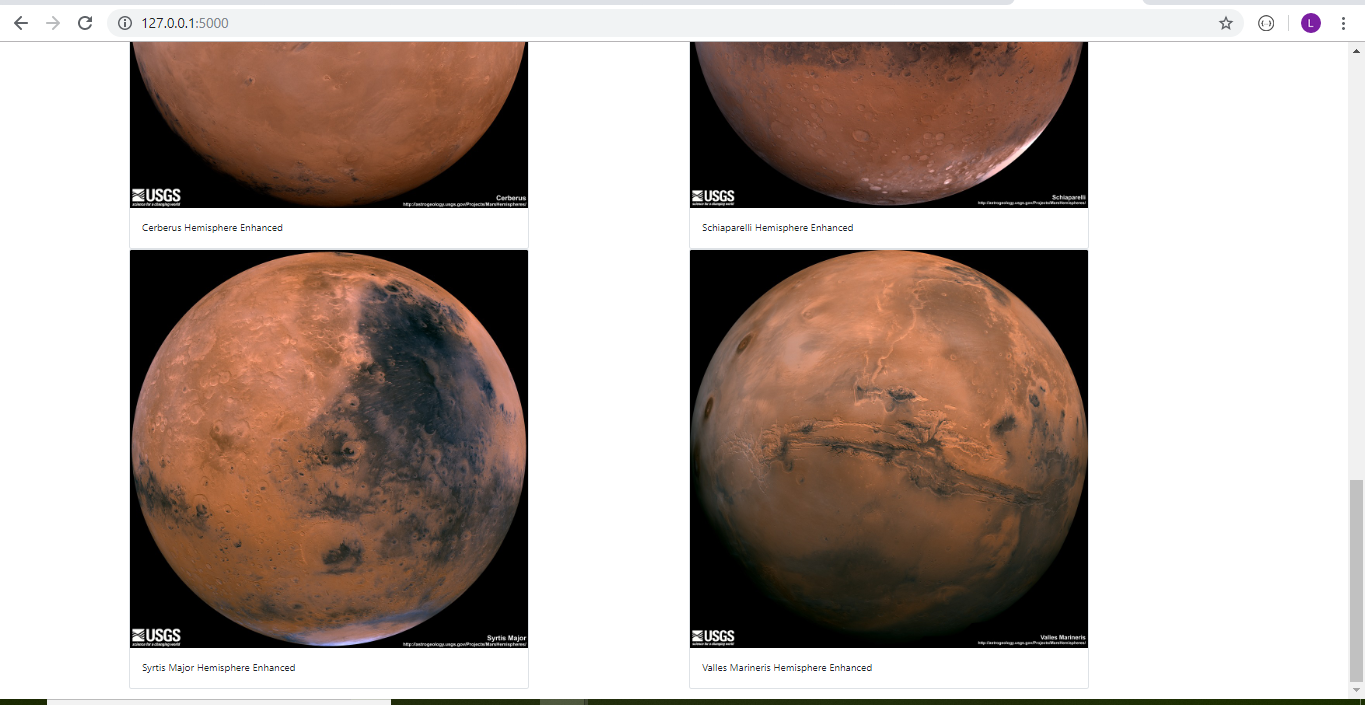 127.0.0.1:5000
L
USGS
science for a changing world
Cerberus
http://astrogeology.usgs.gov/Projects/MarsHemispheres/
USGS
science for a changing world
Schiaparelli
http://astrogeology.usgs.gov/Projects/MarsHemispheres/
Cerberus Hemisphere Enhanced
Schiaparelli Hemisphere Enhanced
USGS
science for a changing world
Syrtis Major
http://astrogeology.usgs.gov/Projects/MarsHemispheres/
USGS
science for a changing world
Valles Marineris
http://astrogeology.usgs.gov/Projects/MarsHemispheres/
Syrtis Major Hemisphere Enhanced
Valles Marineris Hemisphere Enhanced